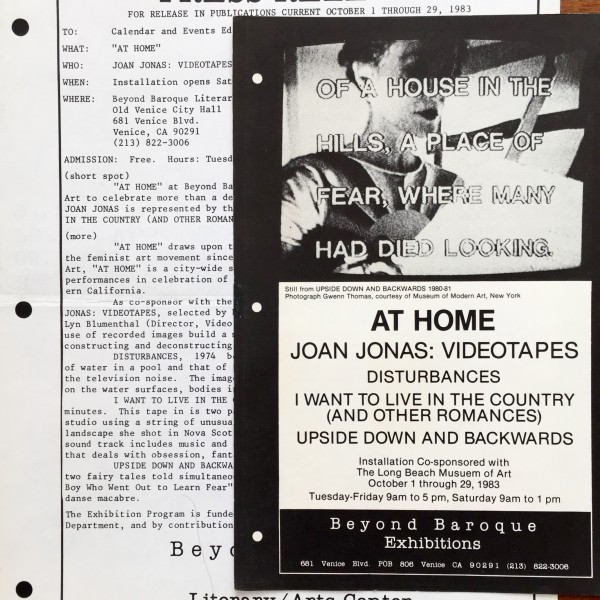 FOR RELEASE IN PUBLICATIONS CURRENT OCTOBER 1 THROUGH 29, 1983
TO: Calendar and Events Ed
WHAT: "AT HOME"
WHO: JOAN JONAS: VIDEOTAPES
WHEN: Installation opens Sat
WHERE: Beyond Baroque Literar
Old Venice City Hall
681 Venice Blvd.
Venice, CA 90291
(213) 822-3006
ADMISSION: Free. Hours: Tuesd
(short spot)
"AT HOME" at Beyond Ba
Art to celebrate more than a de
JOAN JONAS is represented by th
IN THE COUNTRY (AND OTHER ROMAN
(more)
"AT HOME" draws upon t
the feminist art movement since
Art, "AT HOME" is a city-wide s
performances in celebration of
ern California.
As co-sponsor with the
JONAS: VIDEOTAPES, selected by
Lyn Blumenthal (Director, Video
use of recorded images build a
constructing and deconstructing
DISTURBANCES, 1974 b
of water in a pool and that of
the television noise. The imag
on the water surfaces, bodies i
I WANT TO LIVE IN THE
minutes. This tape is in two p
studio using a string of unusua
landscape she shot in Nova Scot
sound track includes music and
that deals with obsession, fant
UPSIDE DOWN AND BACKWA
two fairy tales told simultaneo
Boy Who Went Out to Learn Fear"
danse macabre.
The Exhibition Program is funde
Department, and by contribution
Beyo
Literary/Arts Center
OF A HOUSE IN THE
HILLS, A PLACE OF
FEAR, WHERE MANY
HAD DIED LOOKING.
Still from UPSIDE DOWN AND BACKWARDS 1980-81
Photograph Gwenn Thomas, courtesy of Museum of Modern Art, New York
AT HOME
JOAN JONAS: VIDEOTAPES
DISTURBANCES
I WANT TO LIVE IN THE COUNTRY
(AND OTHER ROMANCES)
UPSIDE DOWN AND BACKWARDS
Installation Co-sponsored with
The Long Beach Musuem of Art
October 1 through 29, 1983
Tuesday-Friday 9am to 5 pm, Saturday 9am to 1 pm
Beyond Baroque
Exhibitions
681 Venice Blvd. POB 806 Venice CA 90291 (213) 822-3006